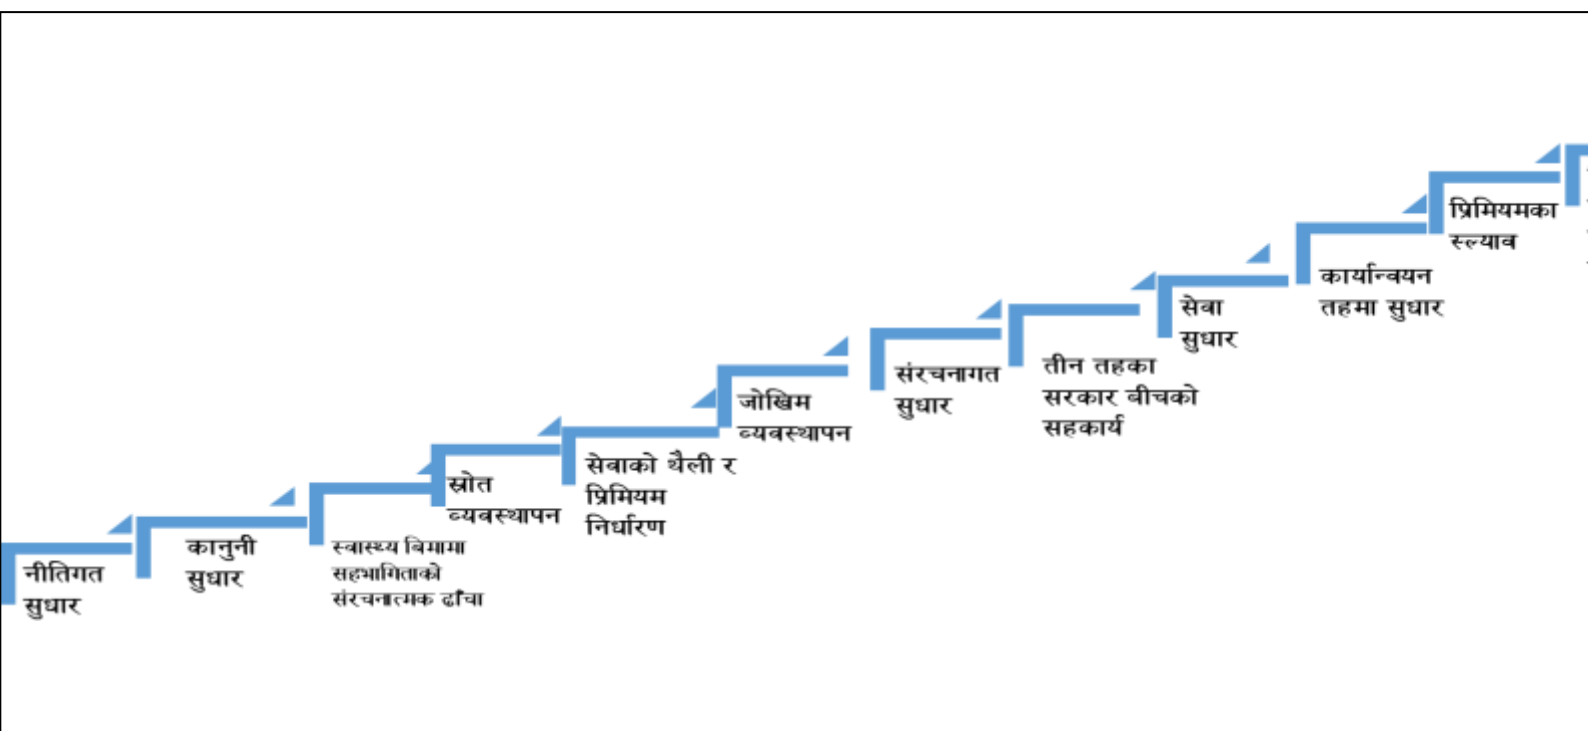 नीतिगत
सुधार
कानुनी
सुधार
स्वास्थ्य बिमामा
सहभागिताको
संरचनात्मक ढाँचा
स्रोत
व्यवस्थापन
सेवाको थैली र
प्रिमियम
निर्धारण
जोखिम
व्यवस्थापन
संरचनागत
सुधार
तीन तहका
सरकार बीचको
सहकार्य
सेवा
सुधार
कार्यान्वयन
तहमा सुधार
प्रिमियमका
स्ल्याव